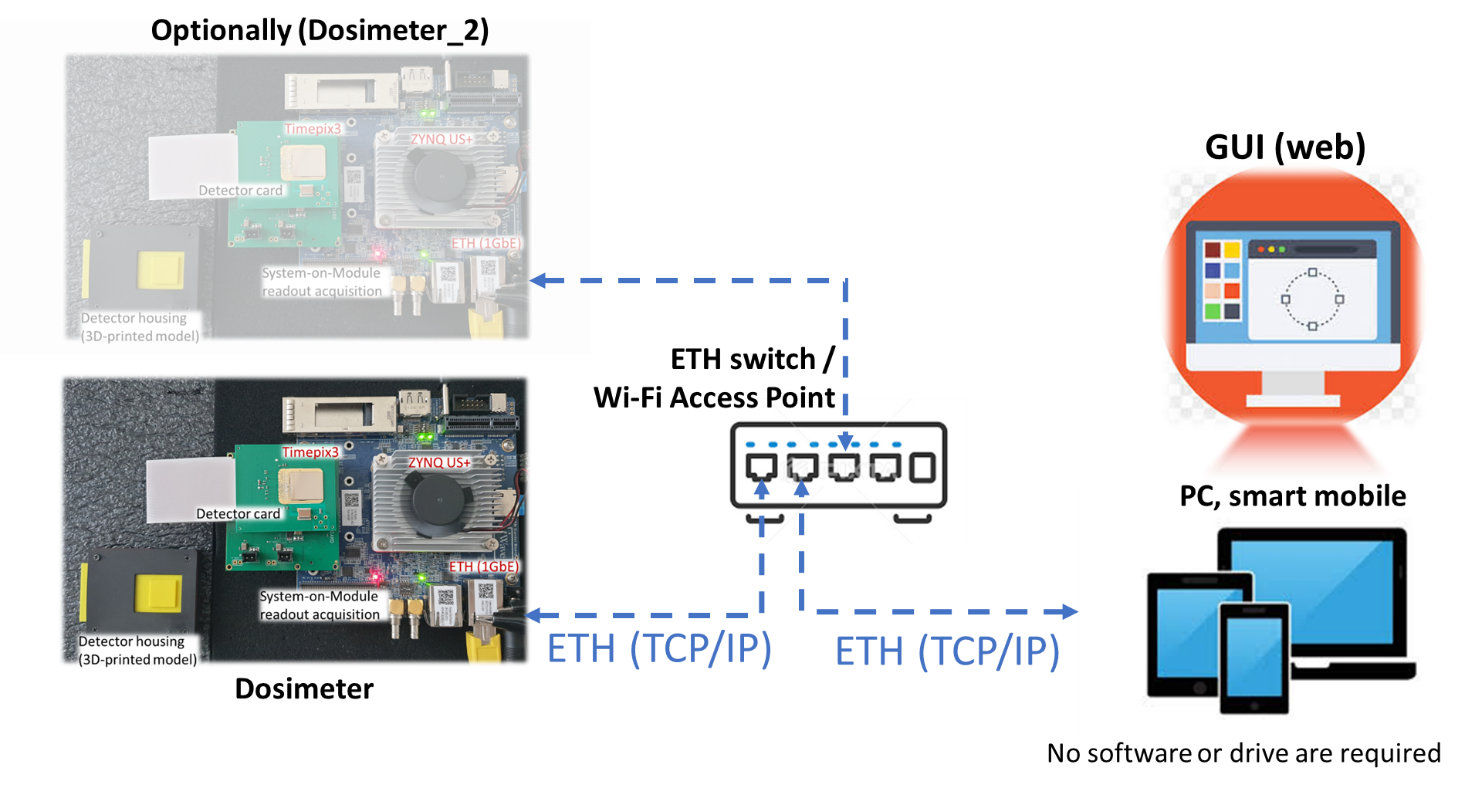 Optionally (Dosimeter_2)
Timepix3
ZYNQ US+
Detector card
ETH (1GbE)
System-on-Module
readout acquisition
Detector housing
(3D-printed model)
GUI (web)
ETH switch /
Wi-Fi Access Point
Timepix3
ZYNQ US+
Detector card
ETH (1GbE)
System-on-Module
readout acquisition
Detector housing
(3D-printed model)
Dosimeter
ETH (TCP/IP)
ETH (TCP/IP)
PC, smart mobile
No software or drive are required